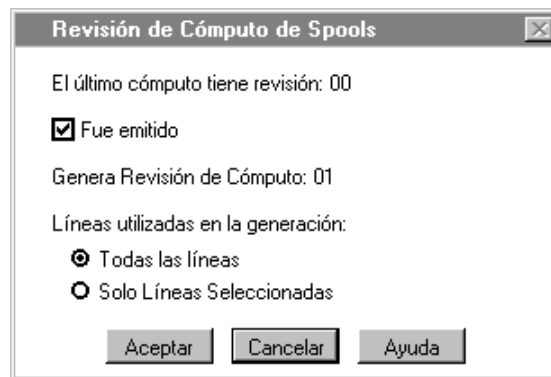 Revisión de Cómputo de Spools
El último cómputo tiene revisión: 00
Fue emitido
Genera Revisión de Cómputo: 01
Líneas utilizadas en la generación:
Todas las líneas
Solo Líneas Seleccionadas
Aceptar Cancelar Ayuda